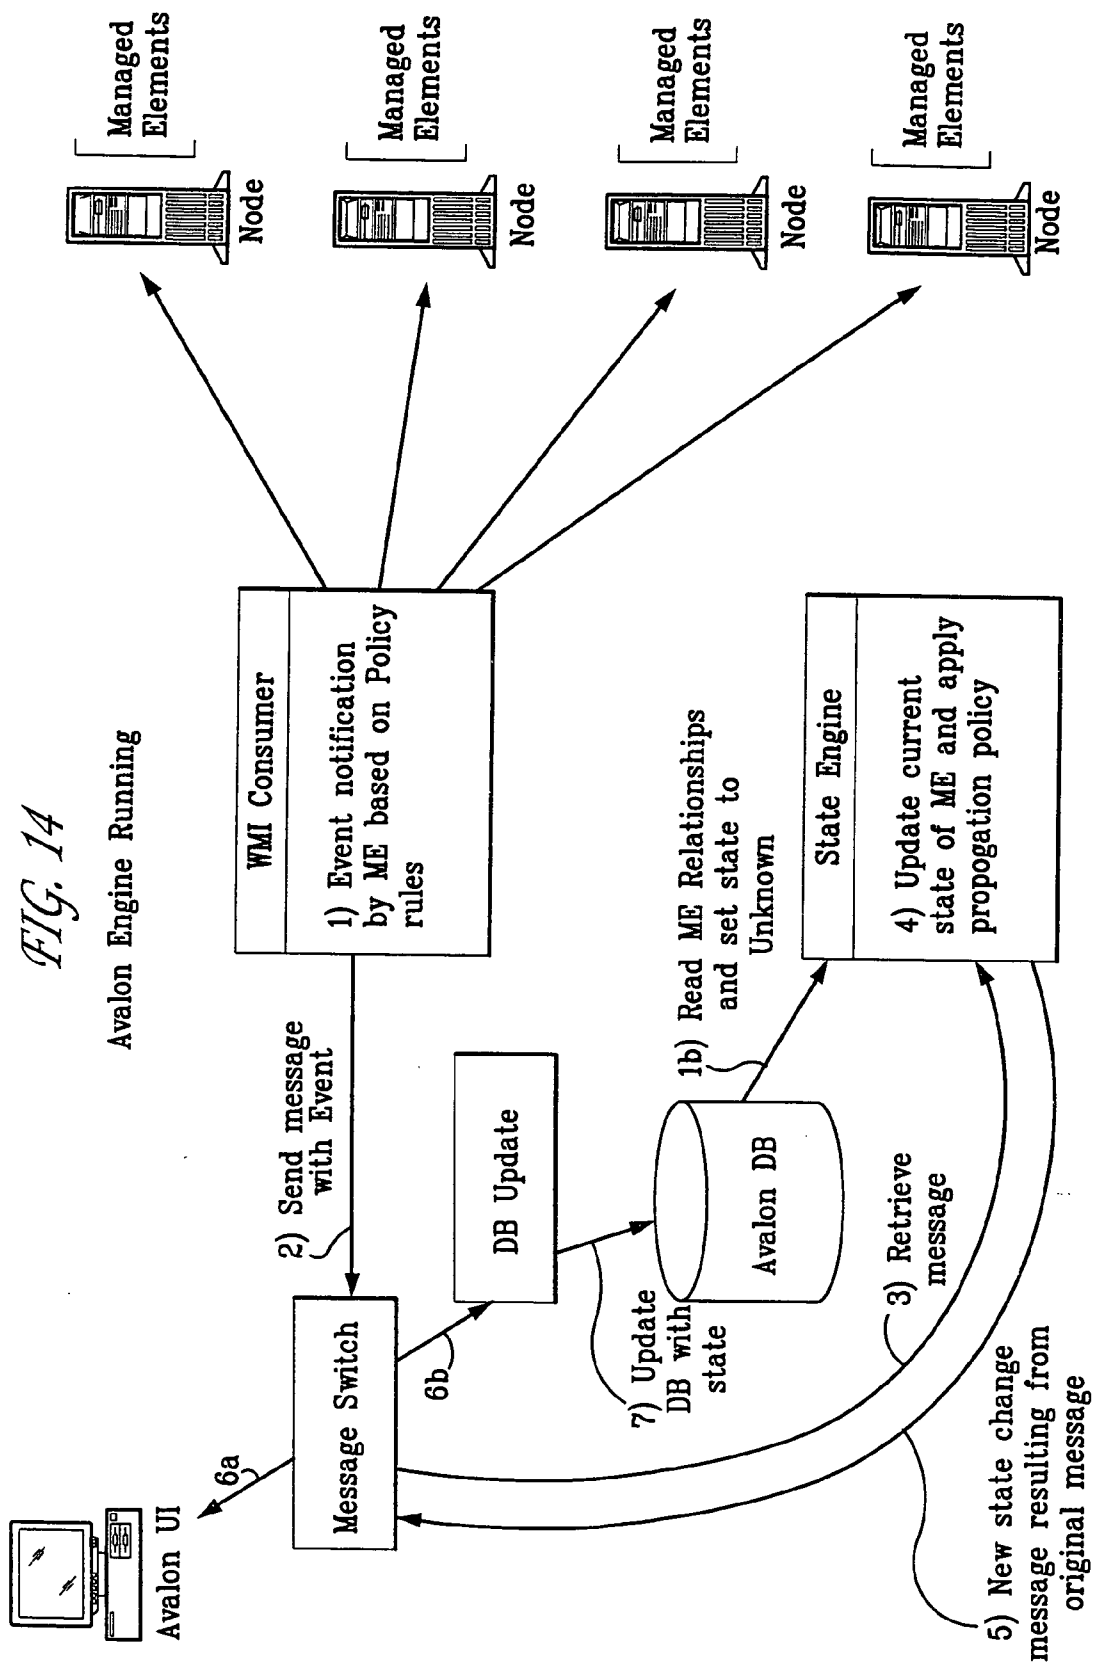 FIG. 14
Avalon Engine Running
Avalon UI
6a
Message Switch
2) Send message
with Event
WMI Consumer
1) Event notification
by ME based on Policy
rules
Node
Managed
Elements
Node
Managed
Elements
Node
Managed
Elements
Node
Managed
Elements
6b
DB Update
7) Update
DB with
state
Avalon DB
1b) Read ME Relationships
and set state to
Unknown
State Engine
4) Update current
state of ME and apply
propogation policy
3) Retrieve
message
5) New state change
message resulting from
original message